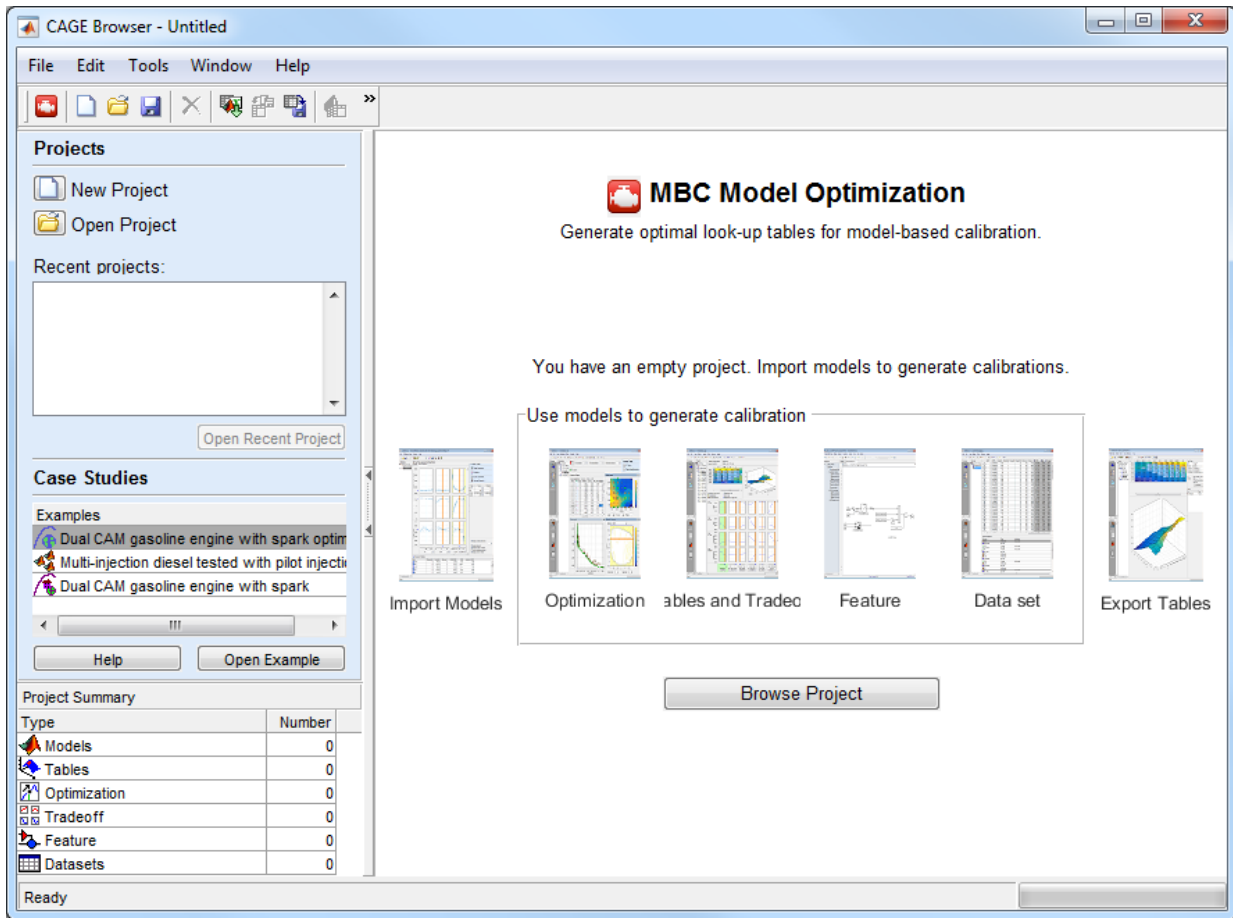 CAGE Browser - Untitled
File Edit Tools Window Help
»
Projects
New Project
Open Project
Recent projects:
Open Recent Project
Case Studies
Examples
Dual CAM gasoline engine with spark optim
Multi-injection diesel tested with pilot injecti
Dual CAM gasoline engine with spark
Help Open Example
Project Summary
Type Number
Models 0
Tables 0
Optimization 0
Tradeoff 0
Feature 0
Datasets 0
Ready
MBC Model Optimization
Generate optimal look-up tables for model-based calibration.
You have an empty project. Import models to generate calibrations.
Use models to generate calibration
Import Models Optimization ables and Tradeo Feature Data set Export Tables
Browse Project